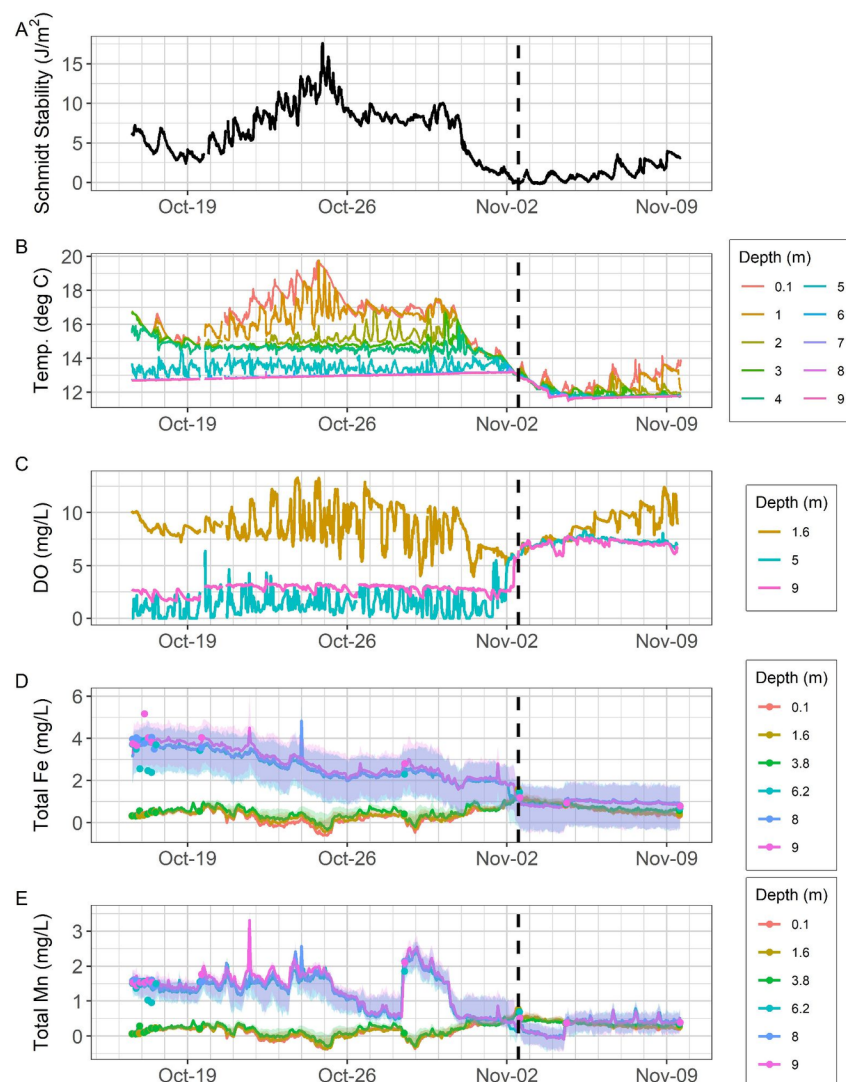 A
Schmidt Stability (J/m²)
15
10
5
0
Oct-19 Oct-26 Nov-02 Nov-09
B
Temp. (deg C)
20
18
16
14
12
Oct-19 Oct-26 Nov-02 Nov-09
Depth (m)
0.1 5
1 6
2 7
3 8
4 9
C
DO (mg/L)
10
5
0
Oct-19 Oct-26 Nov-02 Nov-09
Depth (m)
1.6
5
9
D
Total Fe (mg/L)
6
4
2
0
Oct-19 Oct-26 Nov-02 Nov-09
Depth (m)
0.1
1.6
3.8
6.2
8
9
E
Total Mn (mg/L)
3
2
1
0
Oct-19 Oct-26 Nov-02 Nov-09
Depth (m)
0.1
1.6
3.8
6.2
8
9